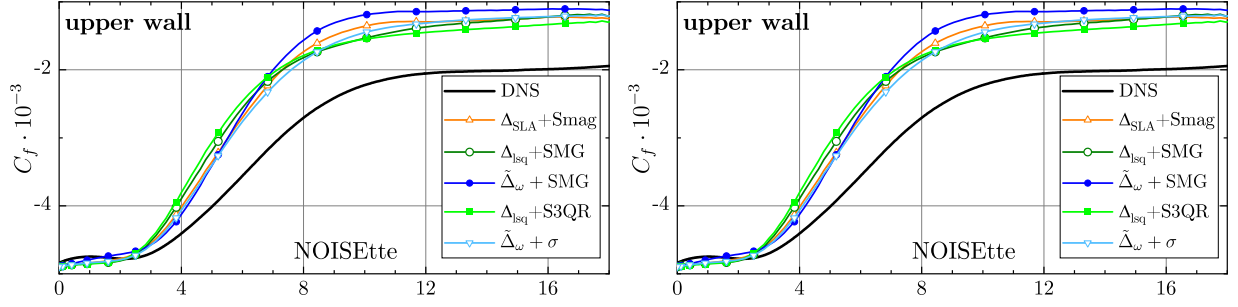 upper wall
C_f · 10⁻³
-2
-4
DNS
Δ_SLA+Smag
Δ_lsq+SMG
Δ̃_ω + SMG
Δ_lsq+S3QR
Δ̃_ω + σ
NOISEtte
0 4 8 12 16
upper wall
C_f · 10⁻³
-2
-4
DNS
Δ_SLA+Smag
Δ_lsq+SMG
Δ̃_ω + SMG
Δ_lsq+S3QR
Δ̃_ω + σ
NOISEtte
0 4 8 12 16